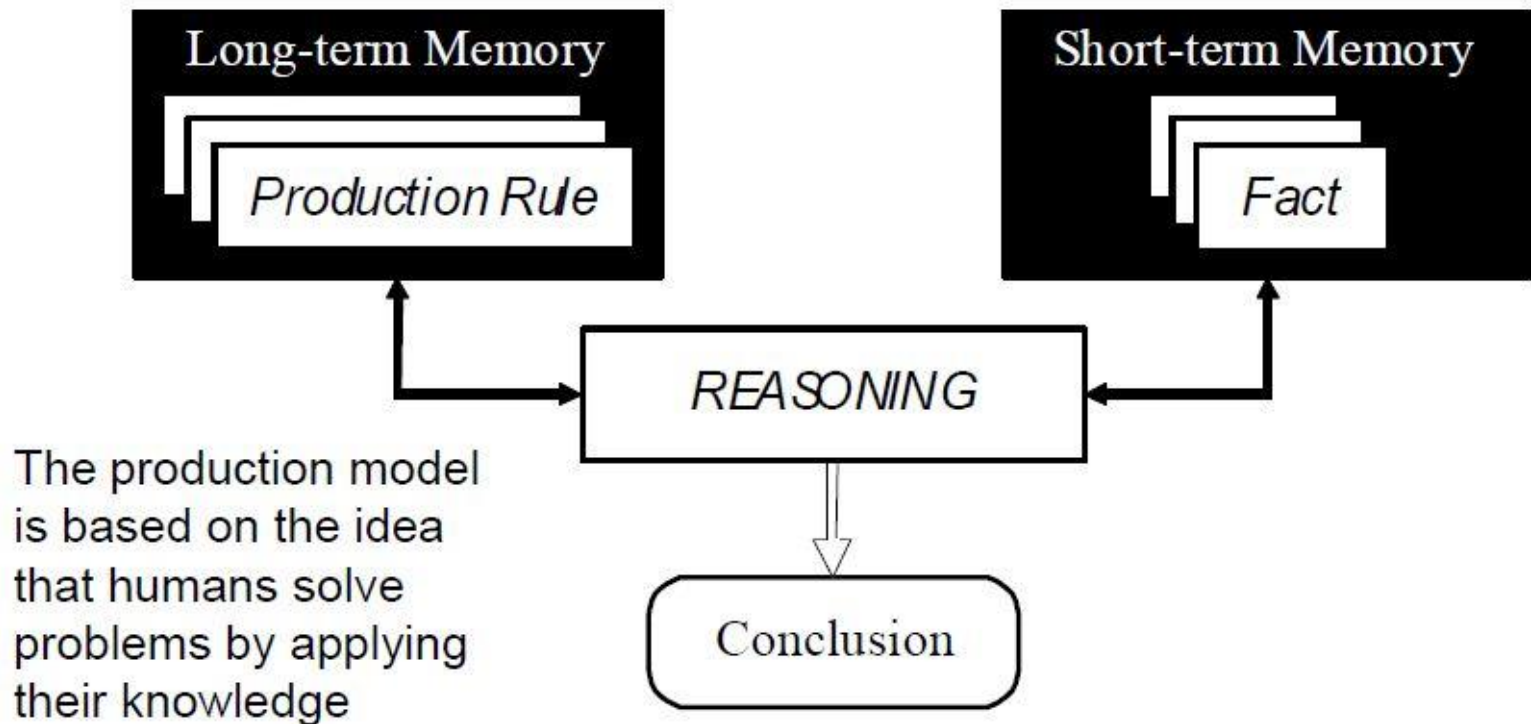 Long-term Memory
Production Rule
Short-term Memory
Fact
REASONING
The production model
is based on the idea
that humans solve
problems by applying
their knowledge
Conclusion